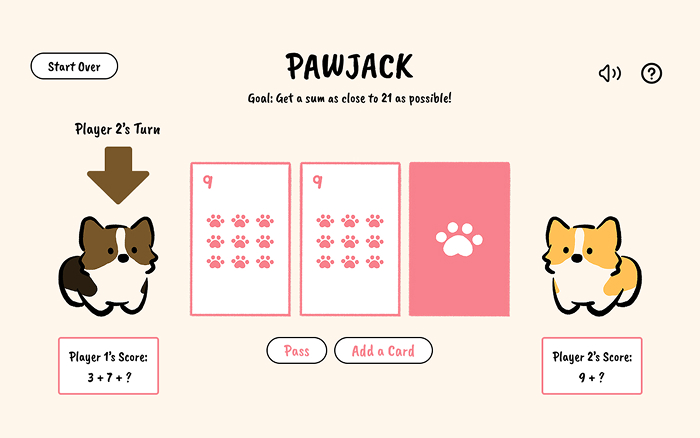 Start Over
PAWJACK
Goal: Get a sum as close to 21 as possible!
?
Player 2's Turn
9
9
Pass
Add a Card
Player 1's Score:
3 + 7 + ?
Player 2's Score:
9 + ?